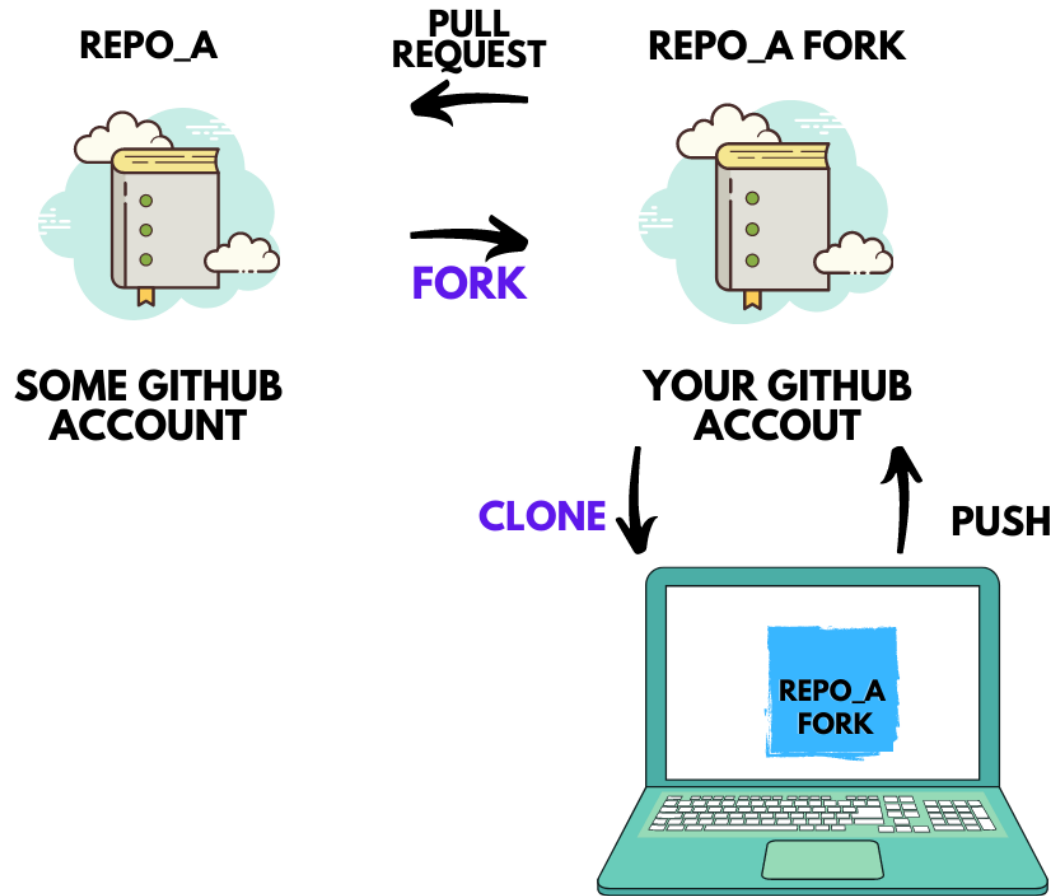 REPO_A
PULL
REQUEST
REPO_A FORK
FORK
SOME GITHUB
ACCOUNT
YOUR GITHUB
ACCOUT
CLONE
PUSH
REPO_A
FORK